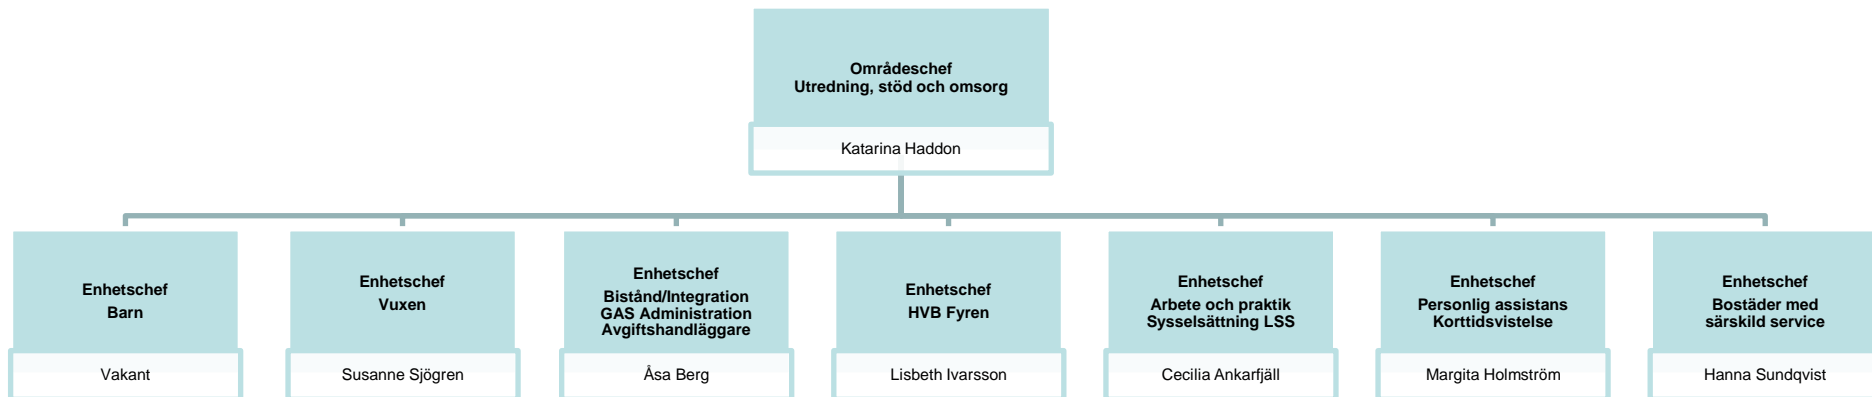 Områdeschef
Utredning, stöd och omsorg
Katarina Haddon
Enhetschef
Barn
Vakant
Enhetschef
Vuxen
Susanne Sjögren
Enhetschef
Bistånd/Integration
GAS Administration
Avgiftshandläggare
Åsa Berg
Enhetschef
HVB Fyren
Lisbeth Ivarsson
Enhetschef
Arbete och praktik
Sysselsättning LSS
Cecilia Ankarfjäll
Enhetschef
Personlig assistans
Korttidsvistelse
Margita Holmström
Enhetschef
Bostäder med
särskild service
Hanna Sundqvist